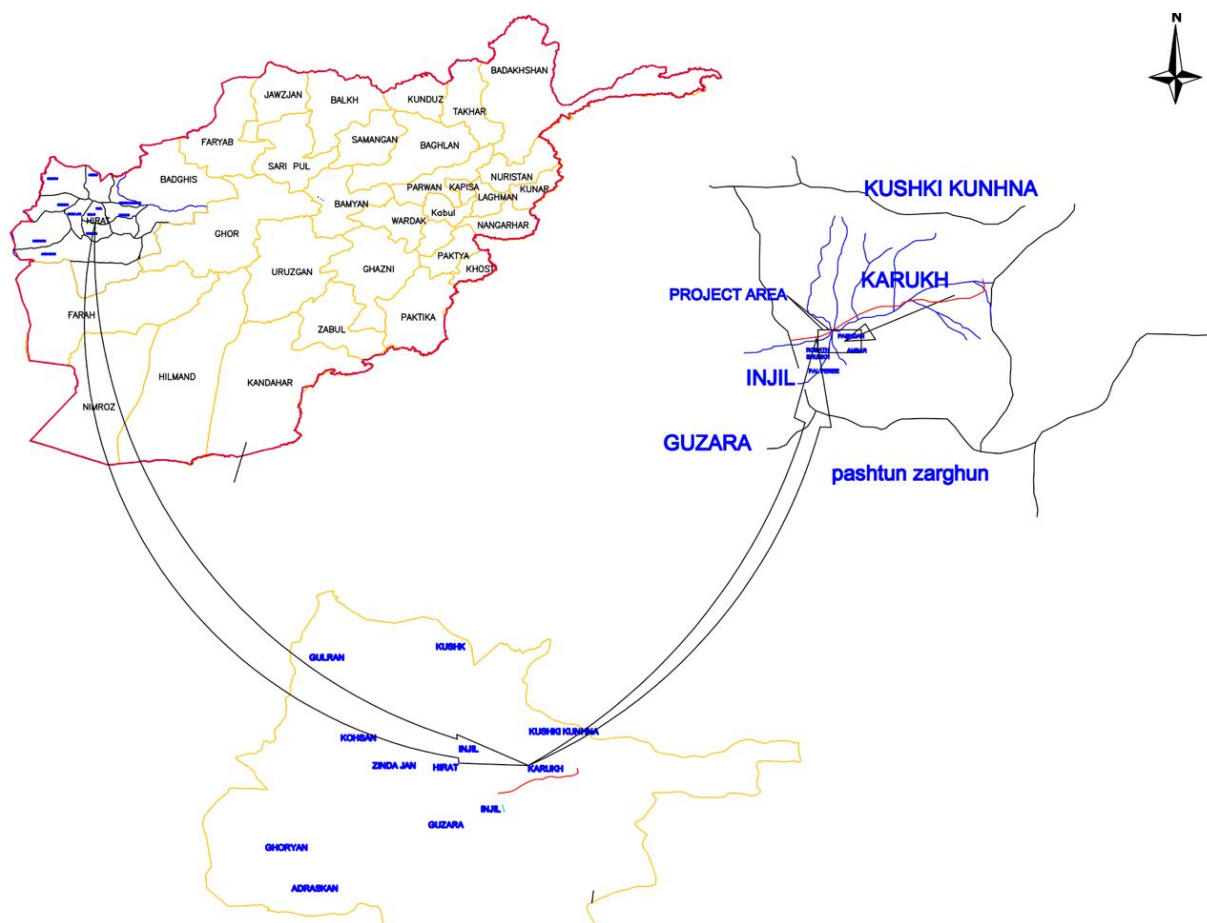 N
BADAKHSHAN
JAWZJAN
BALKH
KUNDUZ
TAKHAR
FARYAB
SAMANGAN
BAGHLAN
SARI PUL
BADGHIS
NURISTAN
PARWAN
KAPISA
KUNAR
LAGHMAN
BAMYAN
Kabul
WARDAK
NANGARHAR
HIRAT
GHOR
PAKTYA
KHOST
URUZGAN
GHAZNI
FARAH
ZABUL
PAKTIKA
HILMAND
KANDAHAR
NIMROZ
KUSHKI KUNHNA
KARUKH
PROJECT AREA
PASHDAN
INJIL
GUZARA
pashtun zarghun
KUSHK
GULRAN
KUSHKI KUNHNA
KOHSAN
INJIL
ZINDA JAN
HIRAT
KARUKH
INJIL
GUZARA
GHORYAN
ADRASKAN